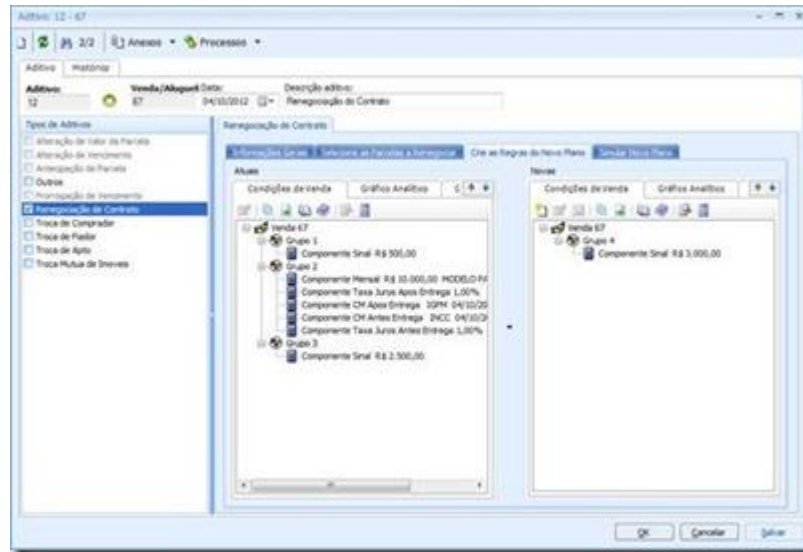 Aditivo: 12 - 67
2/2 Anexos Processos
Aditivo Histórico
Aditivo: Venda/Aluguel Data: Descrição aditivo:
12 67 04/10/2012 Renegociação de Contrato
Tipos de Aditivos
Alteração de Valor da Parcela
Alteração de Vencimento
Antecipação de Parcela
Outros
Prorrogação de Vencimento
Renegociação de Contrato
Troca de Comprador
Troca de Fiador
Troca de Apto
Troca Mutua de Imoveis
Renegociação de Contrato
Informações Gerais Selecione as Parcelas a Renegociar Crie as Regras do Novo Plano Simular Novo Plano
Atuais
Condições de Venda Gráfico Analítico
Venda 67
Grupo 1
Componente Sinal R$ 500,00
Grupo 2
Componente Mensal R$ 10.000,00 MODELO
Componente Taxa Juros Apos Entrega 1,00%
Componente CM Apos Entrega IGPM 04/10/20
Componente CM Antes Entrega INCC 04/10/20
Componente Taxa Juros Antes Entrega 1,00%
Grupo 3
Componente Sinal R$ 2.500,00
Novas
Condições de Venda Gráfico Analítico
Venda 67
Grupo 4
Componente Sinal R$ 3.000,00
OK Cancelar Salvar